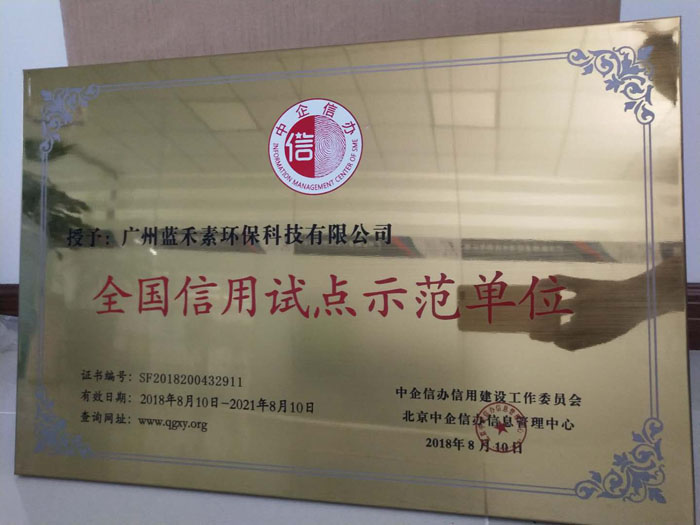 中企信办
信
INFORMATION MANAGEMENT CENTER OF SME
授予：广州蓝禾素环保科技有限公司
全国信用试点示范单位
证书编号：SF2018200432911
有效日期：2018年8月10日-2021年8月10日
查询网址：www.qgxy.org
中企信办信用建设工作委员会
北京中企信办信息管理中心
2018年8月10日